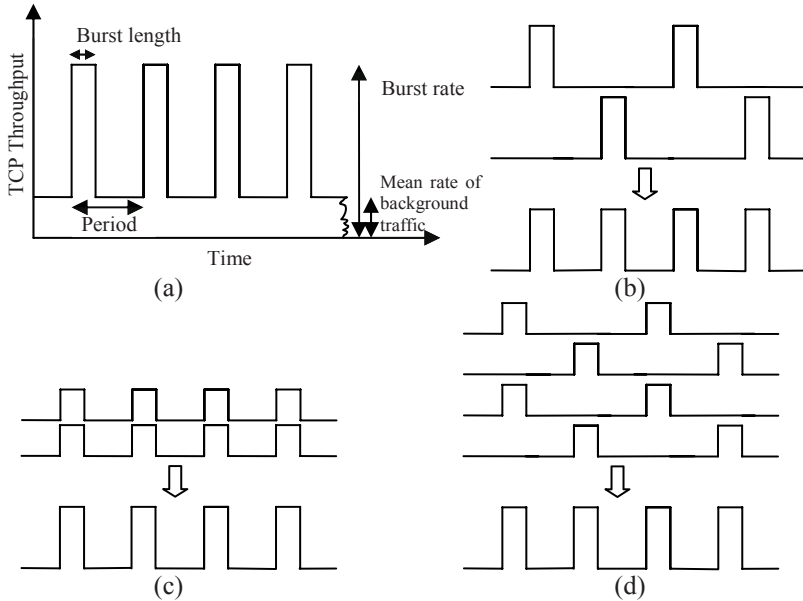 TCP Throughput
Burst length
Burst rate
Mean rate of
background
traffic
Period
Time
(a)
(b)
(c)
(d)